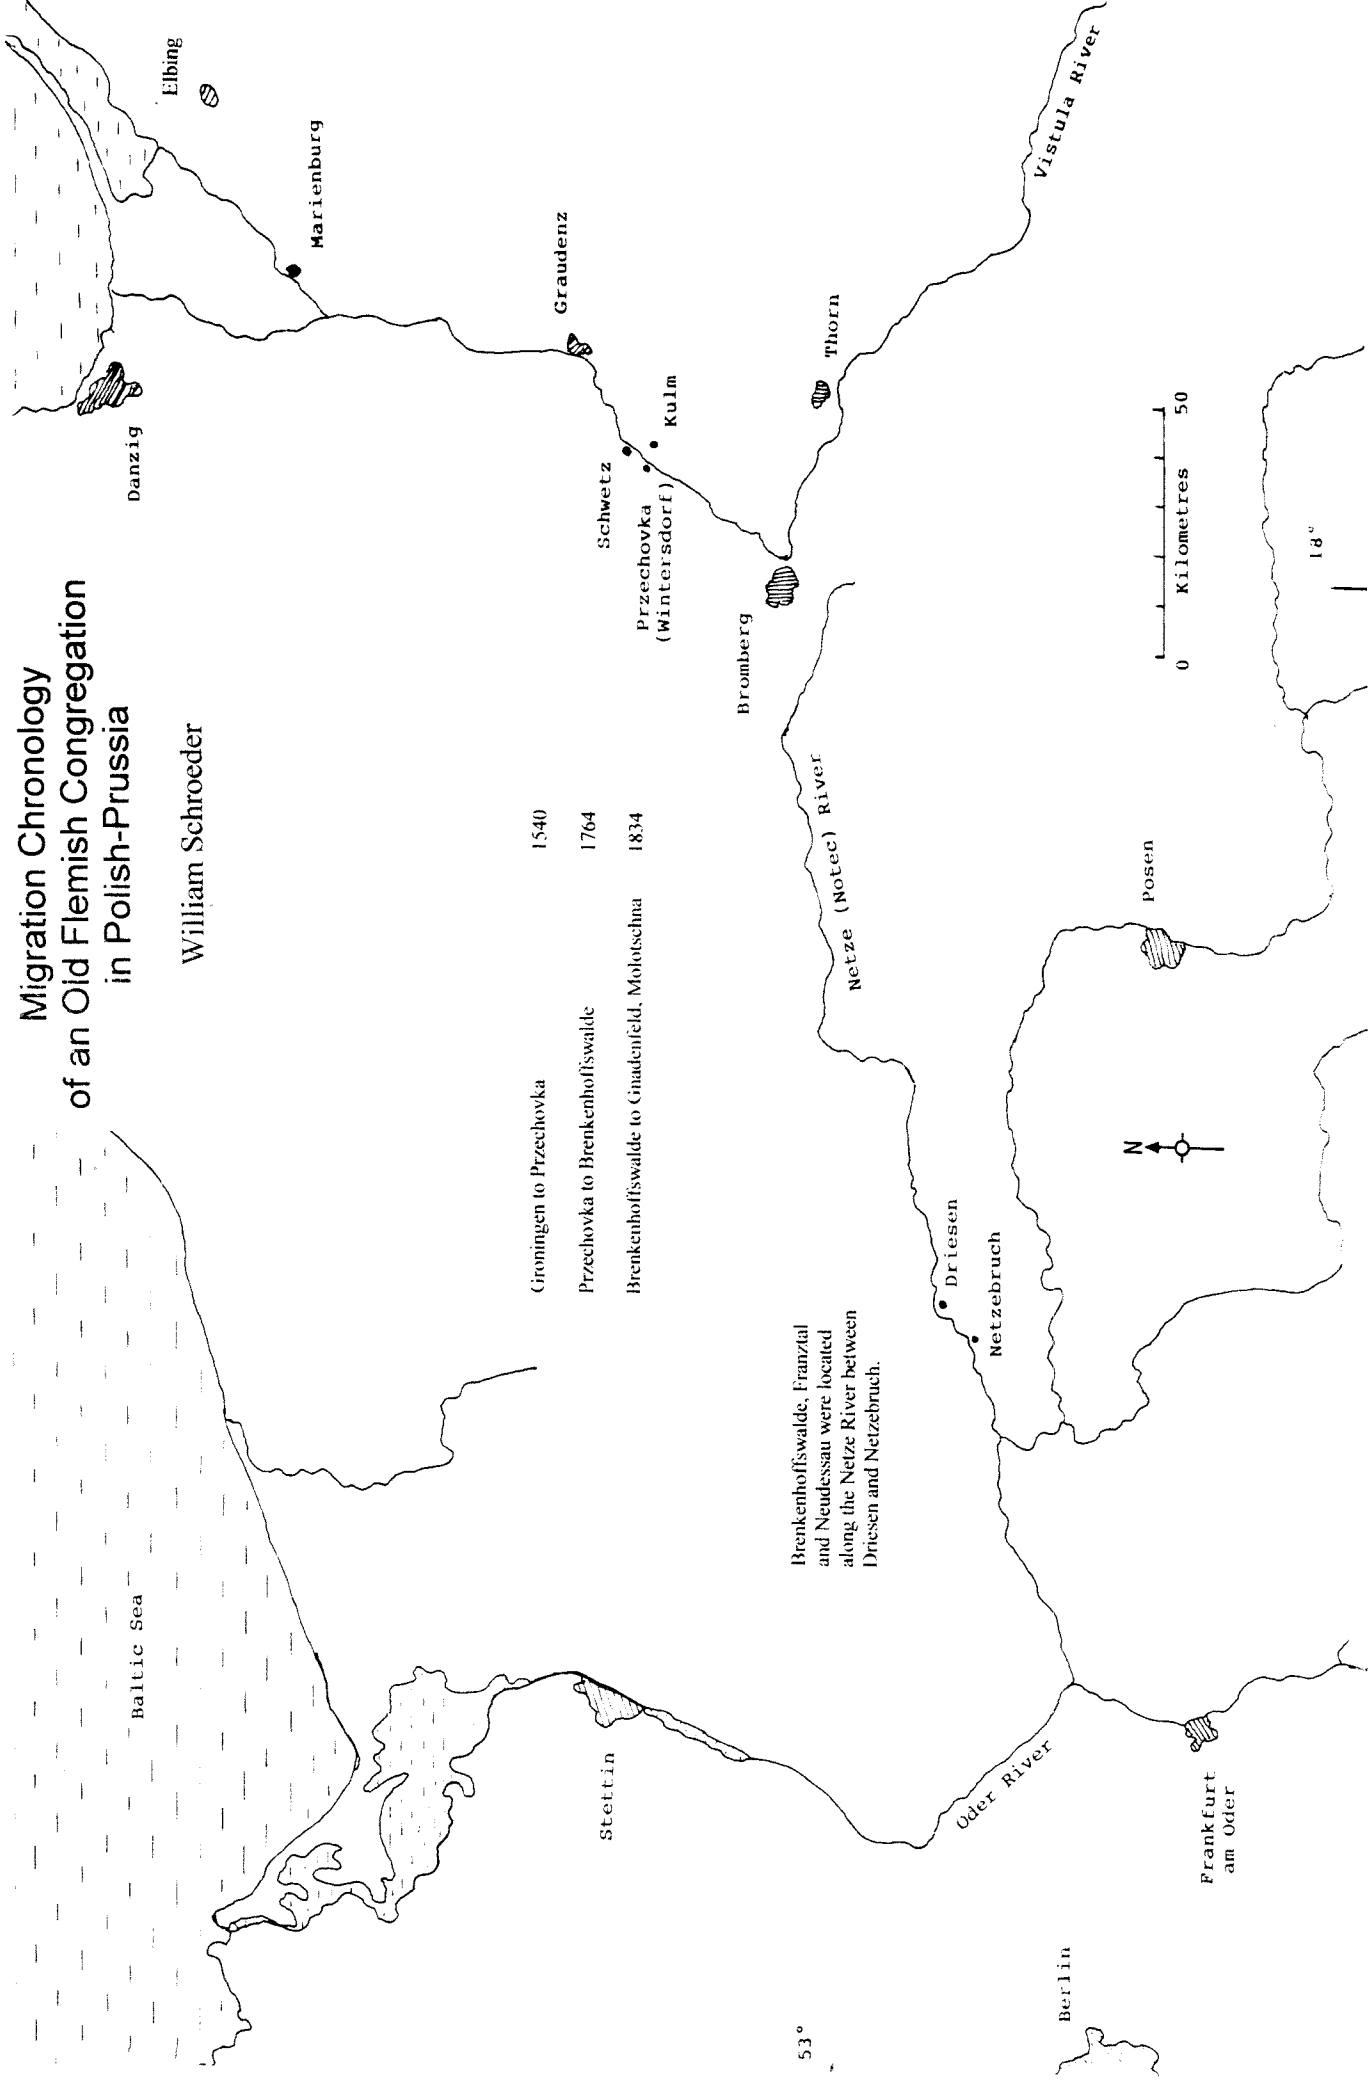 Migration Chronology
of an Old Flemish Congregation
in Polish-Prussia
William Schroeder
Baltic Sea
Danzig
Elbing
Marienburg
Groningen to Przechovka 1540
Przechovka to Brenkenhoffswalde 1764
Brenkenhoffswalde to Gnadenfeld, Molotschna 1834
Graudenz
Schwetz
Kulm
Przechovka
(Wintersdorf)
Stettin
Bromberg
Thorn
Brenkenhoffswalde, Franztal
and Neudessau were located
along the Netze River between
Driesen and Netzebruch.
53°
Netze (Notec) River
Vistula River
Driesen
Netzebruch
Oder River
Berlin
Posen
N
0 50
Kilometres
Frankfurt
am Oder
18°